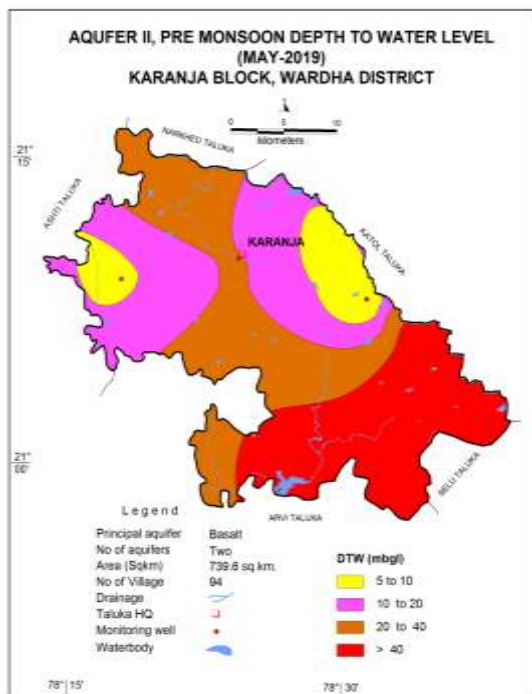 AQUFER II, PRE MONSOON DEPTH TO WATER LEVEL
(MAY-2019)
KARANJA BLOCK, WARDHA DISTRICT
0 5 10
kilometers
NARKHED TALUKA
21°
15'
ASHTI TALUKA
KATOL TALUKA
KARANJA
21°
00'
SELU TALUKA
ARVI TALUKA
Legend
Principal aquifer Basalt
No of aquifers Two
Area (Sqkm) 739.6 sq km.
No of Village 94
Drainage
Taluka HQ
Monitoring well
Waterbody
DTW (mbgl)
5 to 10
10 to 20
20 to 40
> 40
78° 15'
78° 30'